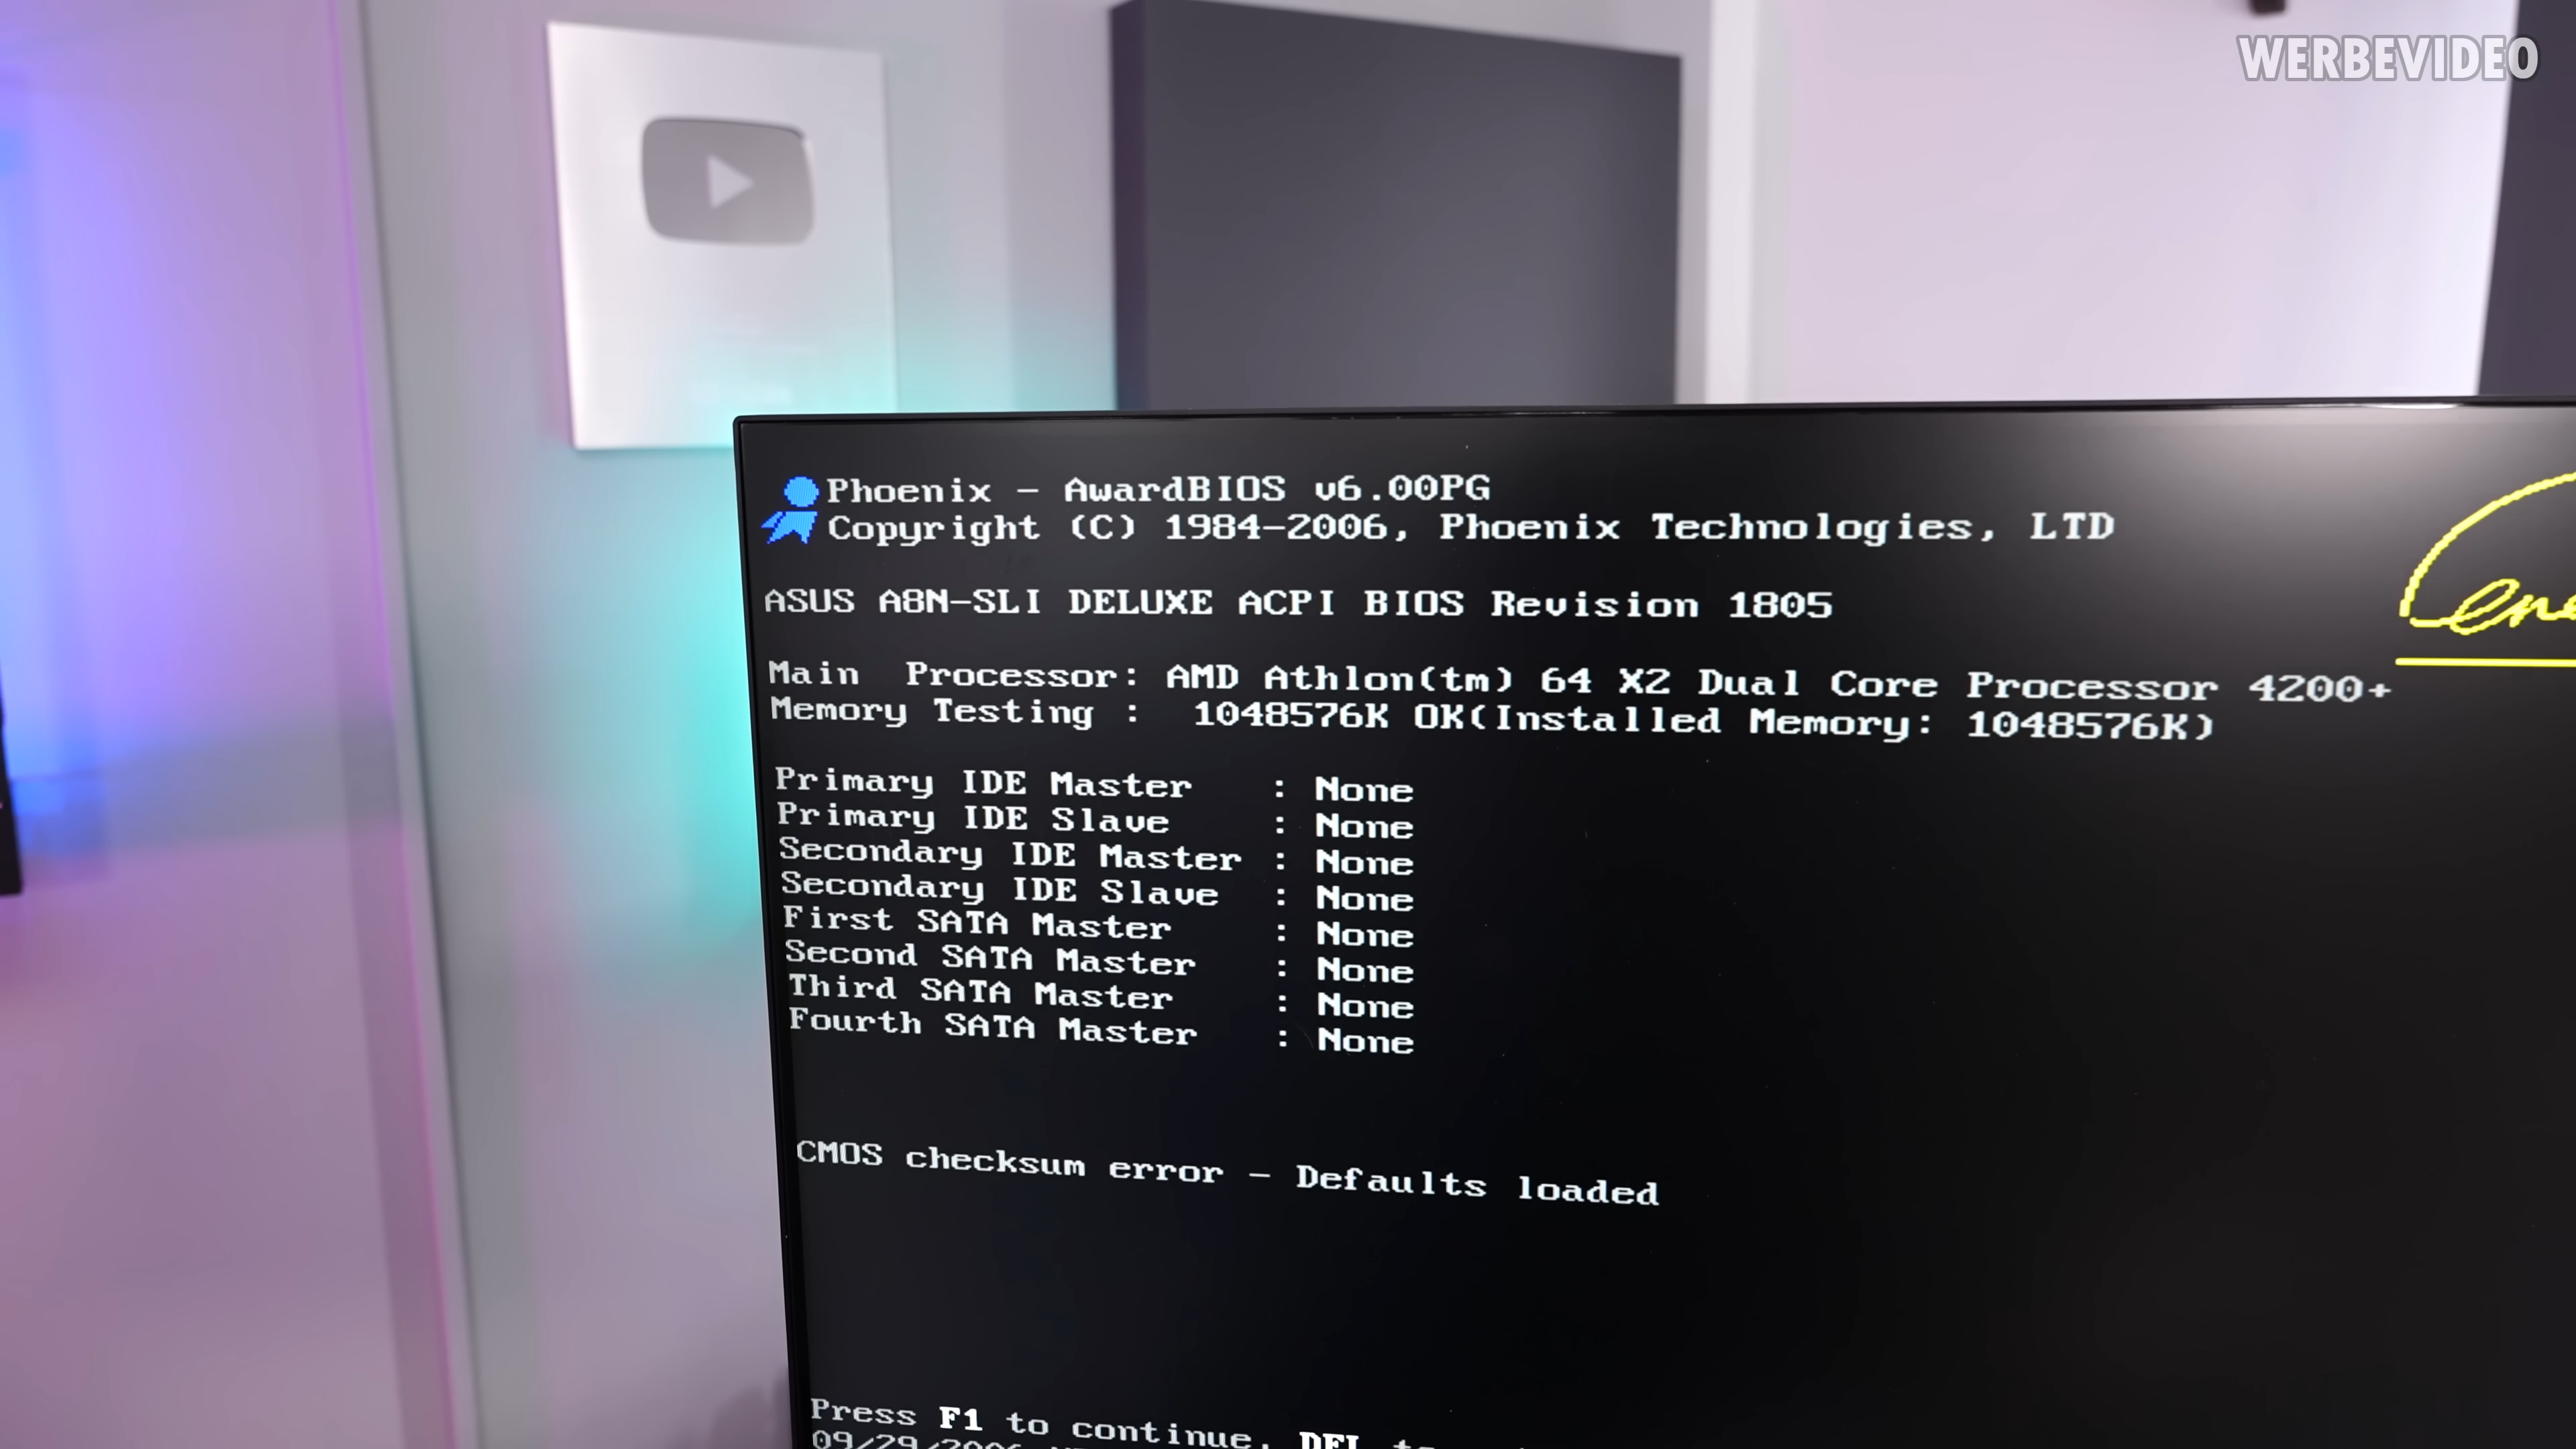 WERBEVIDEO
Phoenix - AwardBIOS v6.00PG
Copyright (C) 1984-2006, Phoenix Technologies, LTD
ASUS A8N-SLI DELUXE ACPI BIOS Revision 1805
Main Processor: AMD Athlon(tm) 64 X2 Dual Core Processor 4200+
Memory Testing : 1048576K OK(Installed Memory: 1048576K)
Primary IDE Master : None
Primary IDE Slave : None
Secondary IDE Master : None
Secondary IDE Slave : None
First SATA Master : None
Second SATA Master : None
Third SATA Master : None
Fourth SATA Master : None
CMOS checksum error - Defaults loaded
Press F1 to continue, DEL to
09/29/2006